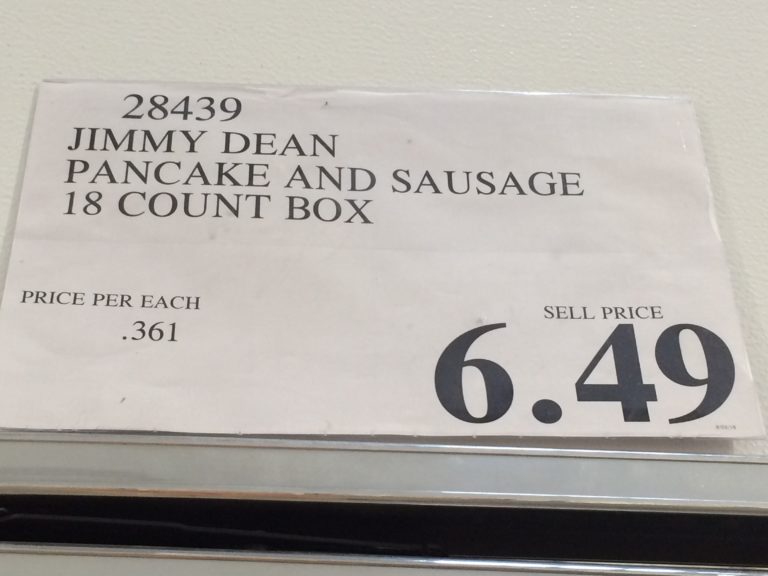 28439
JIMMY DEAN
PANCAKE AND SAUSAGE
18 COUNT BOX
PRICE PER EACH
.361
SELL PRICE
6.49